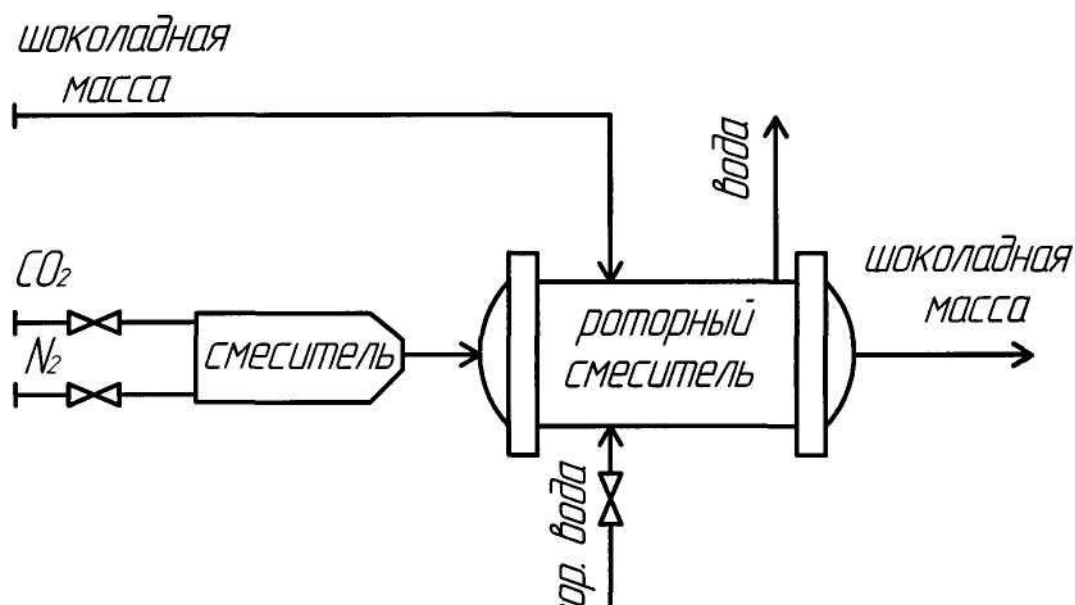 шоколадная
масса
вода
шоколадная
масса
CO₂
N₂
смеситель
роторный
смеситель
вода